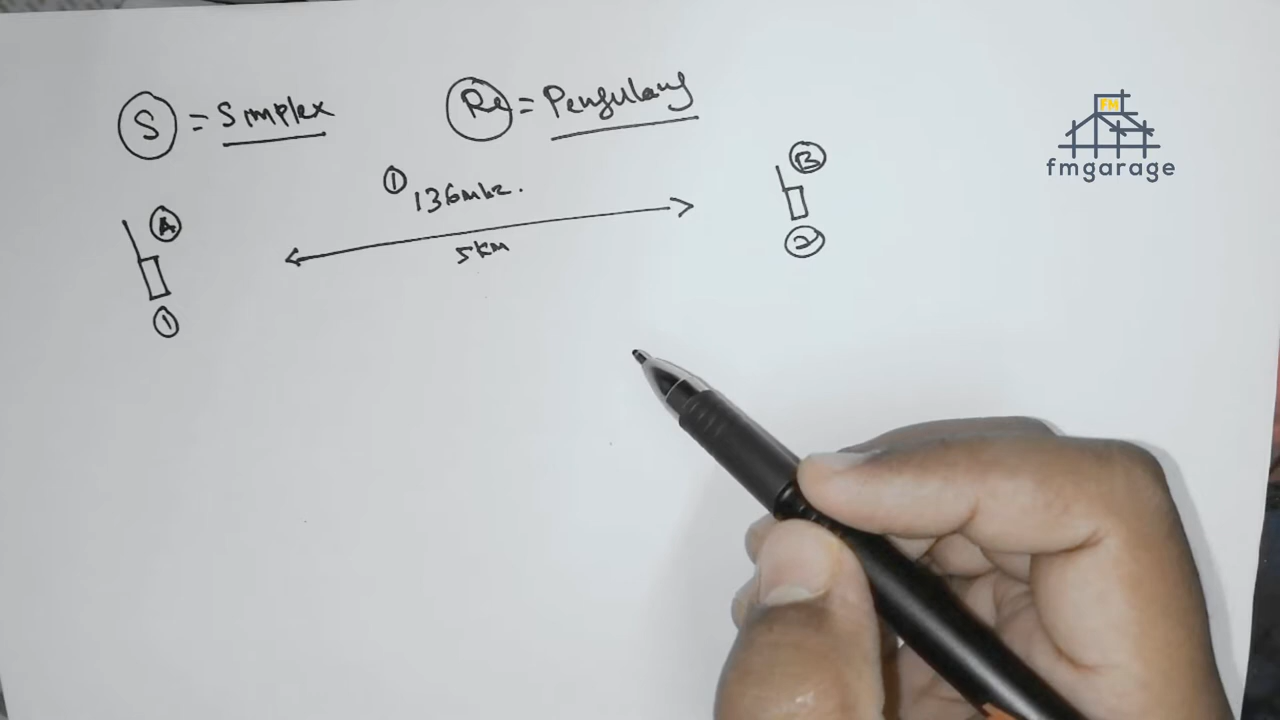 S = Simplex
Re = Pengulang
① 136mhz.
5km
A
①
B
②
FM
fmgarage